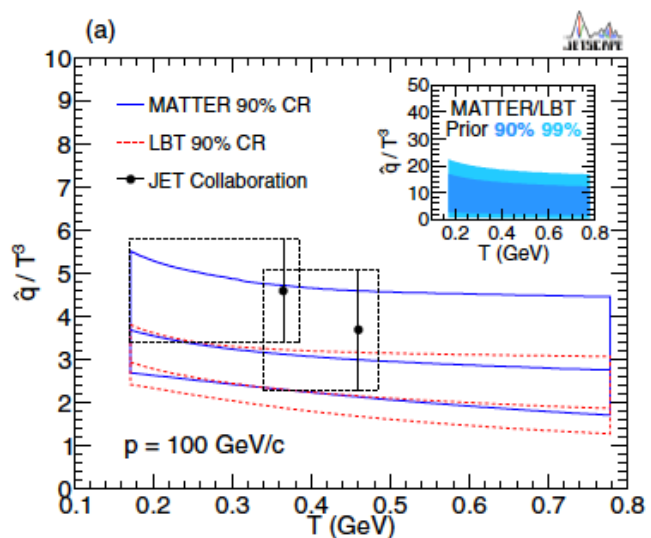 (a)
JETSCAPE
10
9
8
7
6
5
4
3
2
1
0
q̂ / T³
MATTER 90% CR
LBT 90% CR
JET Collaboration
50
40
30
20
10
0
q̂ / T³
MATTER/LBT
Prior 90% 99%
0.2 0.4 0.6 0.8
T (GeV)
p = 100 GeV/c
0.1 0.2 0.3 0.4 0.5 0.6 0.7 0.8
T (GeV)